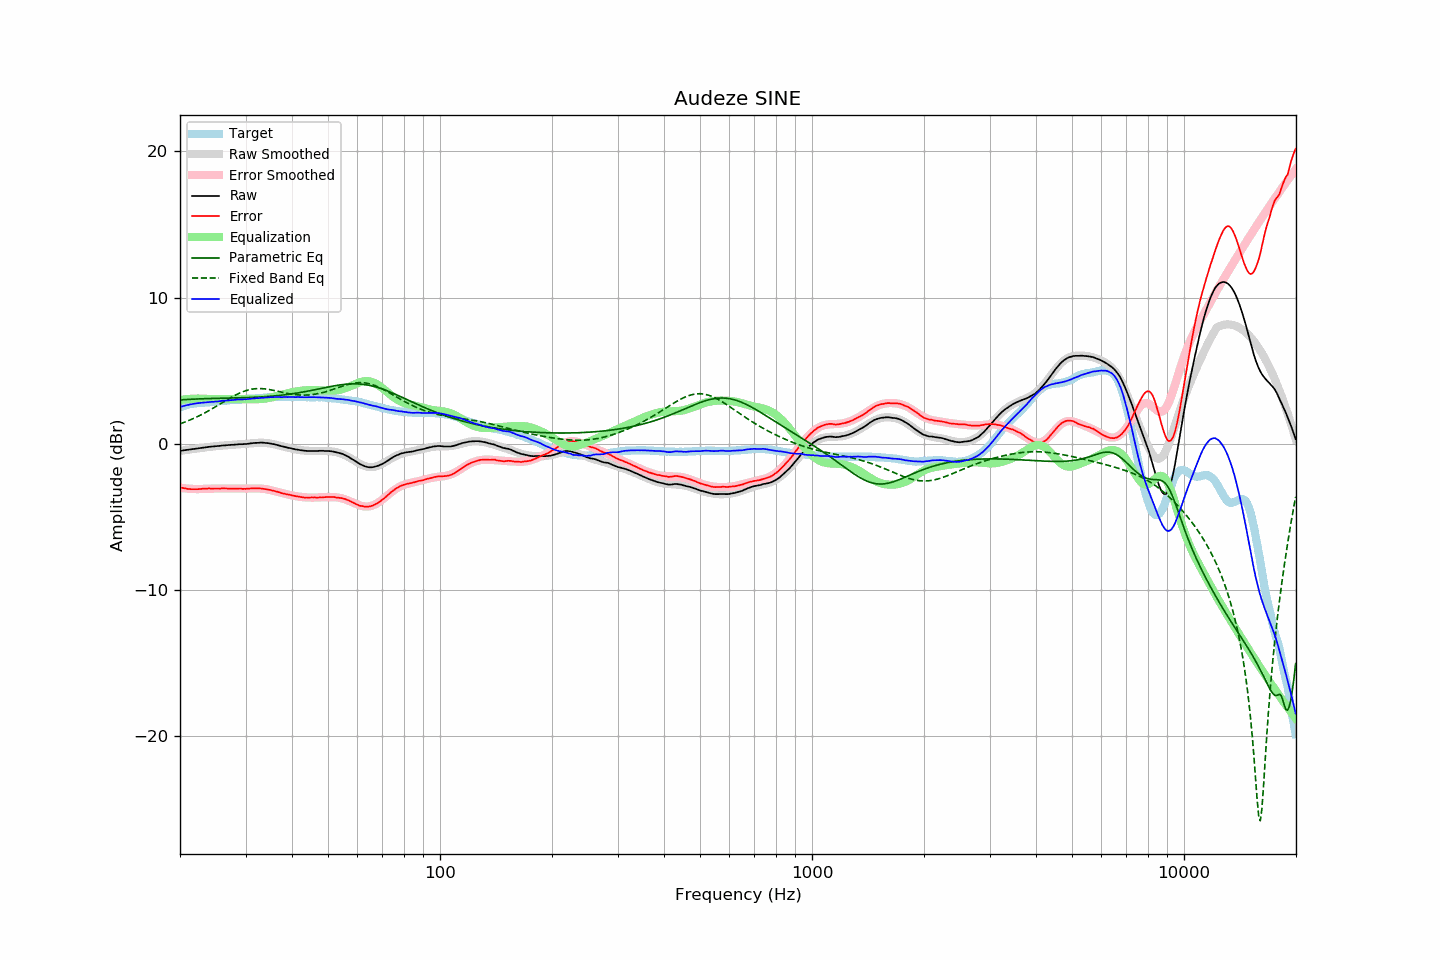 Audeze SINE
Target
Raw Smoothed
Error Smoothed
Raw
Error
Equalization
Parametric Eq
Fixed Band Eq
Equalized
20
10
0
−10
−20
Amplitude (dBr)
100
1000
10000
Frequency (Hz)